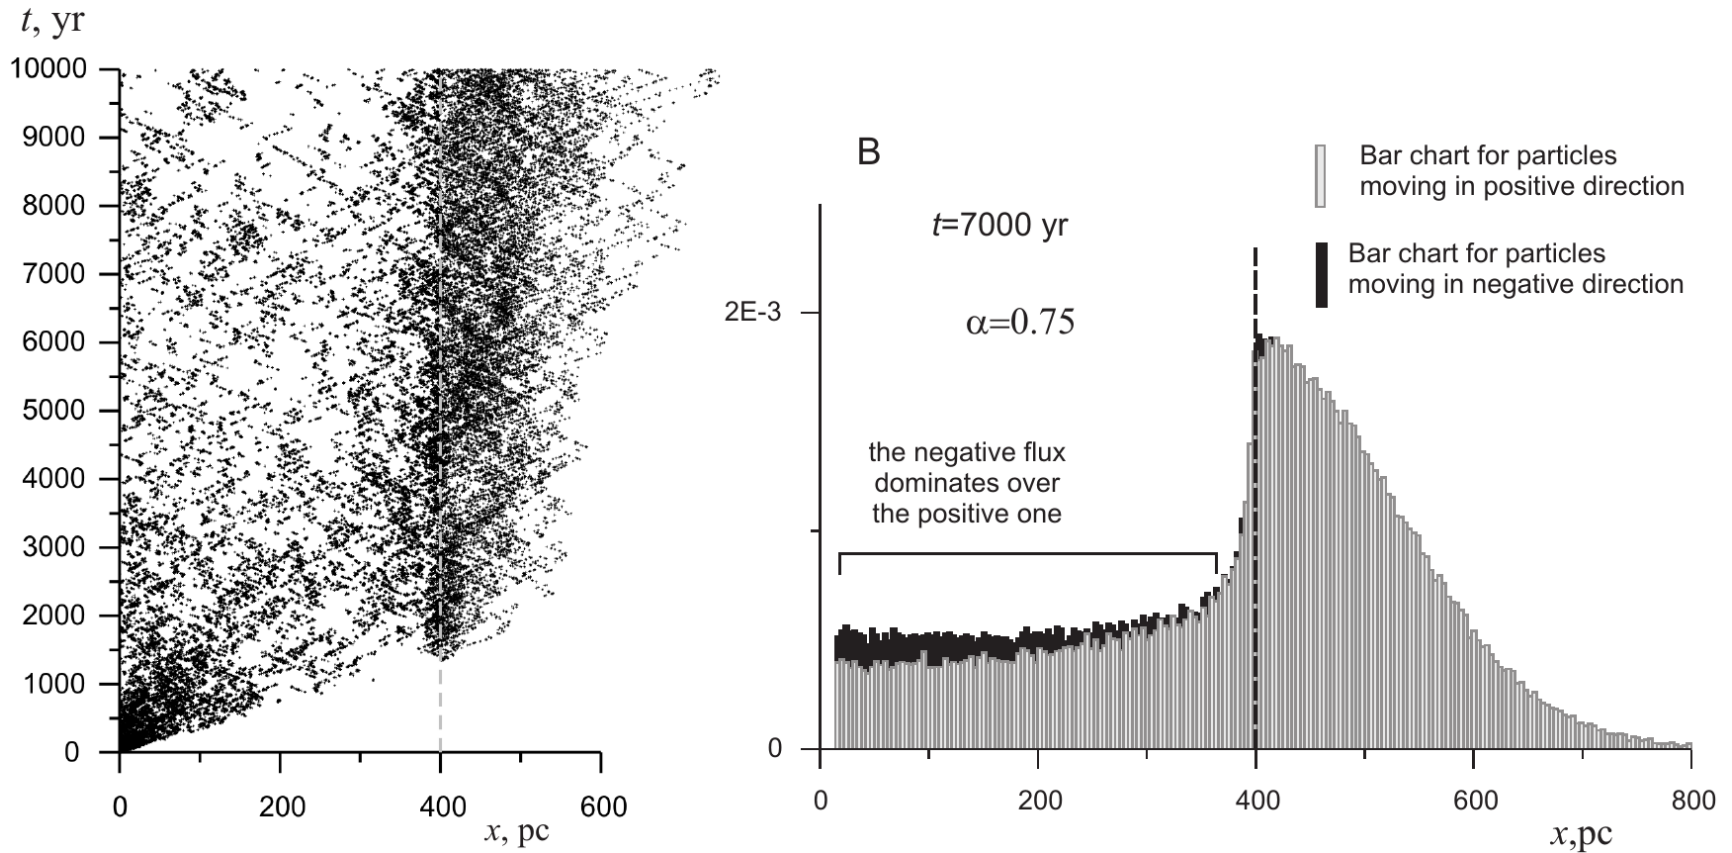 t, yr
10000
9000
8000
7000
6000
5000
4000
3000
2000
1000
0
0 200 400 600
x, pc
B
t=7000 yr
α=0.75
2E-3
0
the negative flux
dominates over
the positive one
Bar chart for particles
moving in positive direction
Bar chart for particles
moving in negative direction
0 200 400 600 800
x,pc